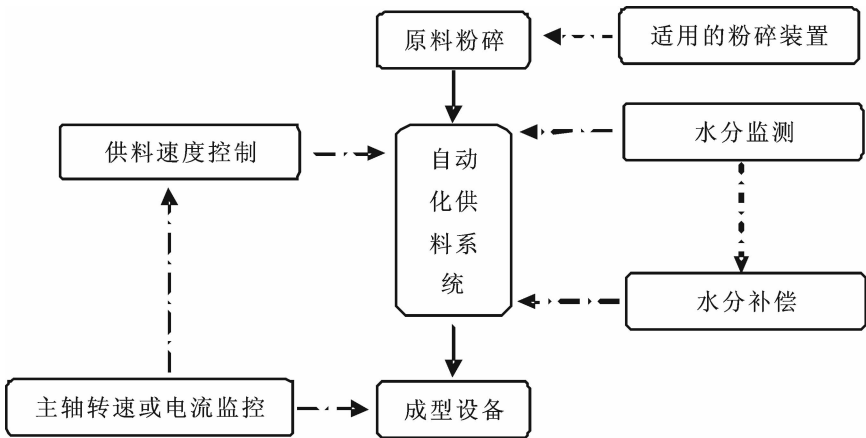 原料粉碎
适用的粉碎装置
供料速度控制
自动
化供
料系
统
水分监测
水分补偿
主轴转速或电流监控
成型设备